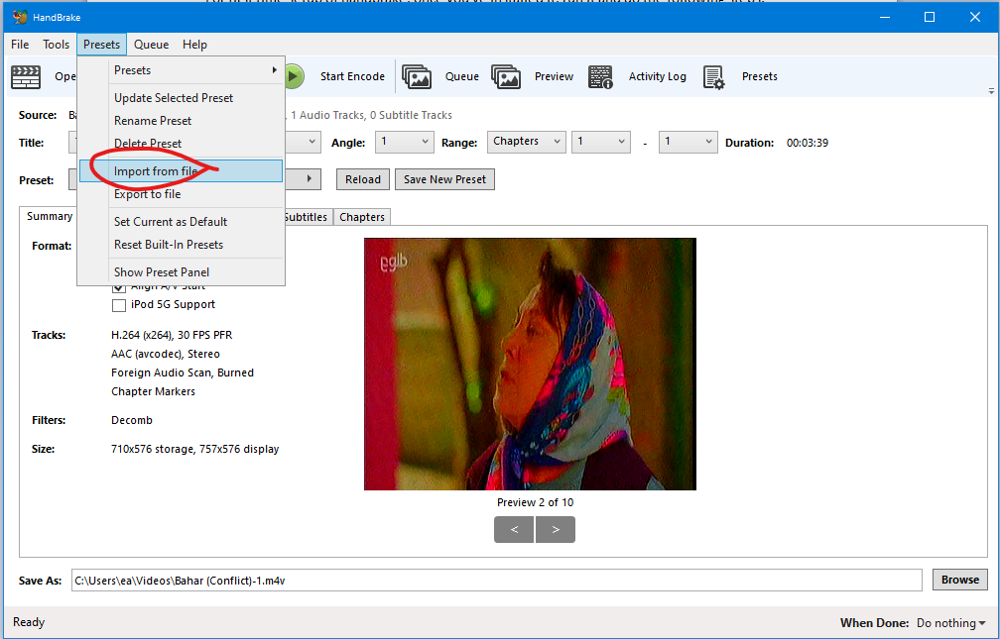 HandBrake
File Tools Presets Queue Help
Presets
Update Selected Preset
Rename Preset
Delete Preset
Import from file
Export to file
Set Current as Default
Reset Built-In Presets
Show Preset Panel
Start Encode Queue Preview Activity Log Presets
Source: 1 Audio Tracks, 0 Subtitle Tracks
Title: Angle: 1 Range: Chapters 1 - 1 Duration: 00:03:39
Preset: Reload Save New Preset
Summary Subtitles Chapters
Format:
Align A/V Start
iPod 5G Support
Tracks: H.264 (x264), 30 FPS PFR
AAC (avcodec), Stereo
Foreign Audio Scan, Burned
Chapter Markers
Filters: Decomb
Size: 710x576 storage, 757x576 display
Preview 2 of 10
< >
Save As: C:\Users\ea\Videos\Bahar (Conflict)-1.m4v Browse
Ready When Done: Do nothing